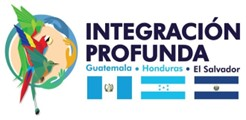 INTEGRACIÓN
PROFUNDA
Guatemala • Honduras • El Salvador